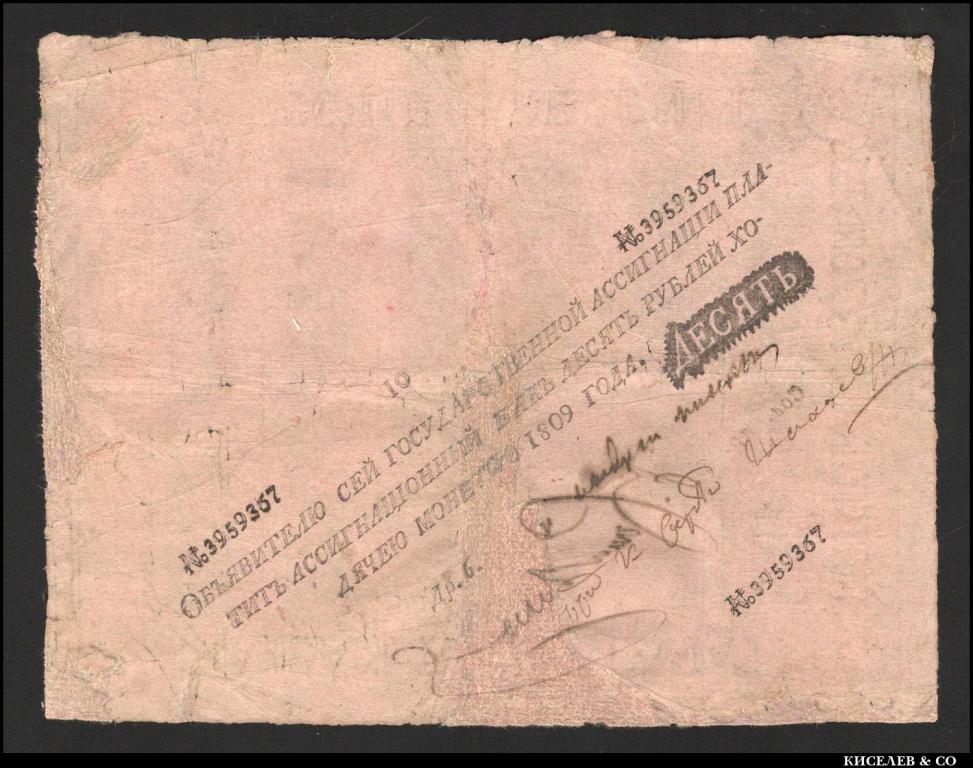 №3959367
10
ОБЪЯВИТЕЛЮ СЕЙ ГОСУДАРСТВЕННОЙ АССИГНАЦІИ ПЛА-
ТИТЪ АССИГНАЦІОННЫЙ БАНКЪ ДЕСЯТЬ РУБЛЕЙ ХО-
ДЯЧЕЮ МОНЕТОЮ 1809 ГОДА.
ДЕСЯТЬ
№3959367
№3959367
КИСЕЛЕВ & CO